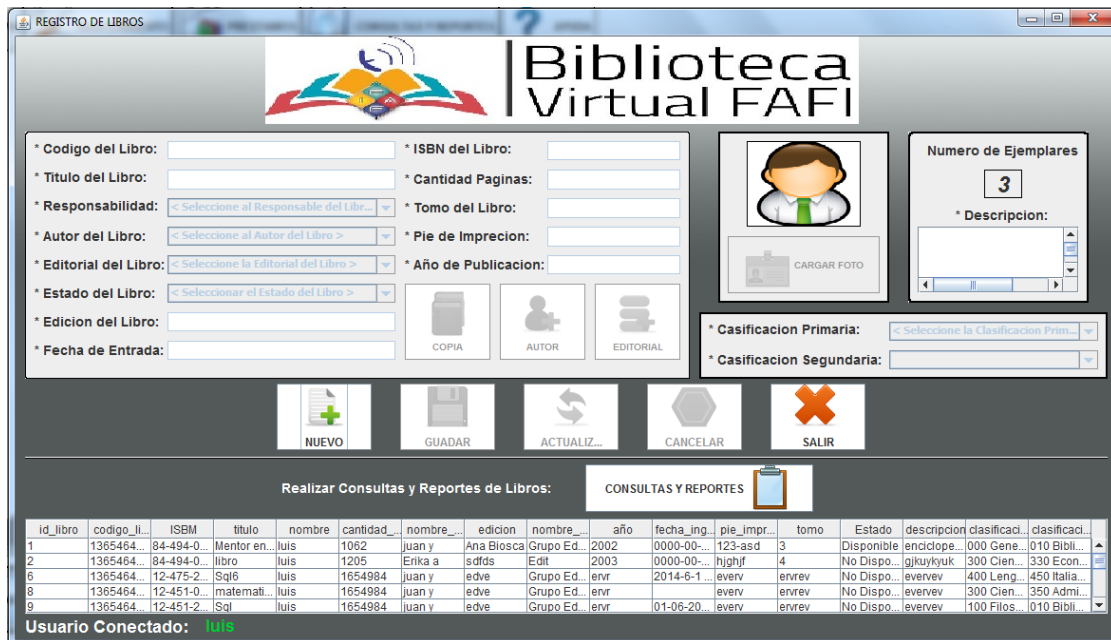 REGISTRO DE LIBROS
Biblioteca
Virtual FAFI
* Codigo del Libro:
* Titulo del Libro:
* Responsabilidad: < Seleccione al Responsable del Libr...
* Autor del Libro: < Seleccione al Autor del Libro >
* Editorial del Libro: < Seleccione la Editorial del Libro >
* Estado del Libro: < Seleccionar el Estado del Libro >
* Edicion del Libro:
* Fecha de Entrada:
* ISBN del Libro:
* Cantidad Paginas:
* Tomo del Libro:
* Pie de Imprecion:
* Año de Publicacion:
COPIA AUTOR EDITORIAL
CARGAR FOTO
Numero de Ejemplares
3
* Descripcion:
* Casificacion Primaria: < Seleccione la Clasificacion Prim...
* Casificacion Segundaria:
NUEVO GUADAR ACTUALIZ... CANCELAR SALIR
Realizar Consultas y Reportes de Libros: CONSULTAS Y REPORTES
id_libro codigo_li... ISBM titulo nombre cantidad_... nombre_... edicion nombre_... año fecha_ing... pie_impr... tomo Estado descripcion clasificaci... clasificaci...
1 1365464... 84-494-0... Mentor en... luis 1062 juan y Ana Biosca Grupo Ed... 2002 0000-00-... 123-asd 3 Disponible enciclope... 000 Gene... 010 Bibli...
2 1365464... 84-494-0... libro luis 1205 Erika a sdfds Edit 2003 0000-00-... hjghjf 4 No Dispo... gjkuykyuk 300 Cien... 330 Econ...
6 1365464... 12-475-2... Sql6 luis 1654984 juan y edve Grupo Ed... ervr 2014-6-1 ... everv ervrev No Dispo... evervev 400 Leng... 450 Italia...
8 1365464... 12-451-0... matemati... luis 1654984 juan y edve Grupo Ed... ervr everv ervrev No Dispo... evervev 300 Cien... 350 Admi...
9 1365464... 12-451-2... Sql luis 1654984 juan y edve Grupo Ed... ervr 01-06-20... everv ervrev No Dispo... evervev 100 Filos... 010 Bibli...
Usuario Conectado: luis